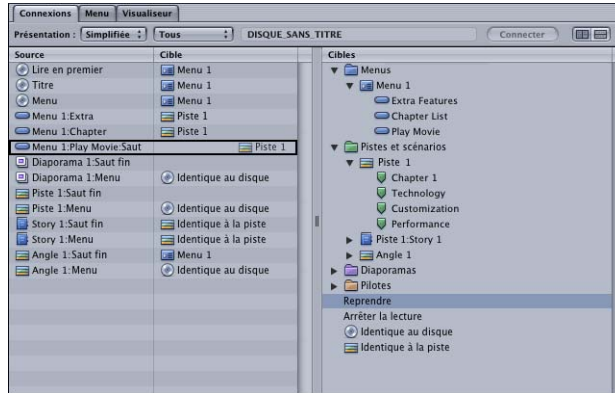 Connexions Menu Visualiseur
Présentation : Simplifiée Tous DISQUE_SANS_TITRE Connecter
Source Cible Cibles
Lire en premier Menu 1
Titre Menu 1
Menu Menu 1
Menu 1:Extra Piste 1
Menu 1:Chapter Piste 1
Menu 1:Play Movie:Saut Piste 1
Diaporama 1:Saut fin
Diaporama 1:Menu Identique au disque
Piste 1:Saut fin
Piste 1:Menu Identique au disque
Story 1:Saut fin Identique à la piste
Story 1:Menu Identique à la piste
Angle 1:Saut fin Menu 1
Angle 1:Menu Identique au disque
Menus
Menu 1
Extra Features
Chapter List
Play Movie
Pistes et scénarios
Piste 1
Chapter 1
Technology
Customization
Performance
Piste 1:Story 1
Angle 1
Diaporamas
Pilotes
Reprendre
Arrêter la lecture
Identique au disque
Identique à la piste